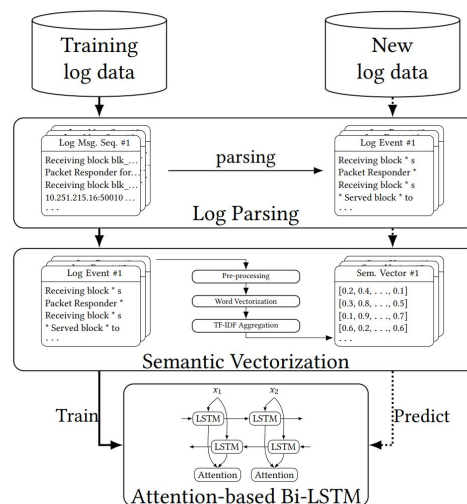 Training
log data
New
log data
Log Msg. Seq. #1
Receiving block blk_...
Packet Responder for...
Receiving block blk_...
10.251.215.16:50010 ...
...
parsing
Log Event #1
Receiving block * s
Packet Responder *
Receiving block * s
* Served block * to
...
Log Parsing
Log Event #1
Receiving block * s
Packet Responder *
Receiving block * s
* Served block * to
...
Pre-processing
Word Vectorization
TF-IDF Aggregation
Sem. Vector #1
[0.2, 0.4, ..., 0.1]
[0.3, 0.8, ..., 0.5]
[0.1, 0.9, ..., 0.7]
[0.6, 0.2, ..., 0.6]
...
Semantic Vectorization
Train
Predict
x1 x2
LSTM LSTM
LSTM LSTM
Attention Attention
Attention-based Bi-LSTM